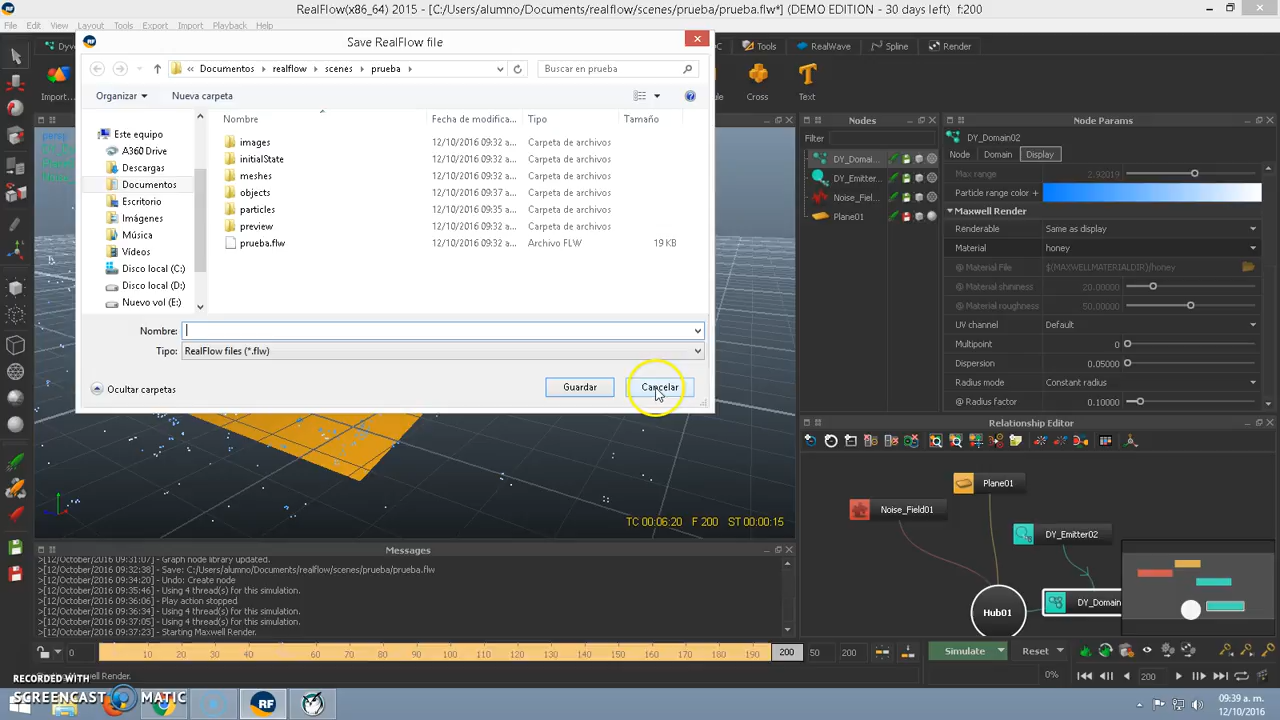 RealFlow(x86_64) 2015 - [C:/Users/alumno/Documents/realflow/scenes/prueba/prueba.flw*] (DEMO EDITION - 30 days left) f:200
File Edit View Layout Tools Export Import Playback Help
Save RealFlow file
Tools RealWave Spline Render
« Documentos realflow scenes prueba
Buscar en prueba
Import...
Cross Text
Organizar Nueva carpeta
Nombre Fecha de modifica... Tipo Tamaño
Este equipo
A360 Drive
Descargas
Documentos
Escritorio
Imágenes
Música
Vídeos
Disco local (C:)
Disco local (D:)
Nuevo vol (E:)
images 12/10/2016 09:32 a... Carpeta de archivos
initialState 12/10/2016 09:32 a... Carpeta de archivos
meshes 12/10/2016 09:32 a... Carpeta de archivos
objects 12/10/2016 09:37 a... Carpeta de archivos
particles 12/10/2016 09:35 a... Carpeta de archivos
preview 12/10/2016 09:32 a... Carpeta de archivos
prueba.flw 12/10/2016 09:32 a... Archivo FLW 19 KB
Nombre:
Tipo: RealFlow files (*.flw)
Ocultar carpetas
Guardar
Cancelar
Nodes
Filter
DY_Domai...
DY_Emitter...
Noise_Field...
Plane01
Node Params
DY_Domain02
Node Domain Display
Max range 2.92019
Particle range color +
Maxwell Render
Renderable Same as display
Material honey
@ Material File $(MAXWELLMATERIALDIR)/honey
@ Material shininess 20.00000
@ Material roughness 50.00000
UV channel Default
Multipoint 0
Dispersion 0.05000
Radius mode Constant radius
@ Radius factor 0.10000
Relationship Editor
Plane01
Noise_Field01
DY_Emitter02
Hub01
DY_Domain
TC 00:06:20 F 200 ST 00:00:15
Messages
>[12/October/2016 09:31:07] - Graph node library updated.
>[12/October/2016 09:32:38] - Save: C:/Users/alumno/Documents/realflow/scenes/prueba/prueba.flw
>[12/October/2016 09:34:20] - Undo: Create node
>[12/October/2016 09:35:46] - Using 4 thread(s) for this simulation.
>[12/October/2016 09:36:06] - Play action stopped
>[12/October/2016 09:36:34] - Using 4 thread(s) for this simulation.
>[12/October/2016 09:37:05] - Using 4 thread(s) for this simulation.
>[12/October/2016 09:37:23] - Starting Maxwell Render.
0 10 20 30 40 50 60 70 80 90 100 110 120 130 140 150 160 170 180 190 200 50 200
Simulate Reset
0% 200
RECORDED WITH
SCREENCAST MATIC
09:39 a. m.
12/10/2016